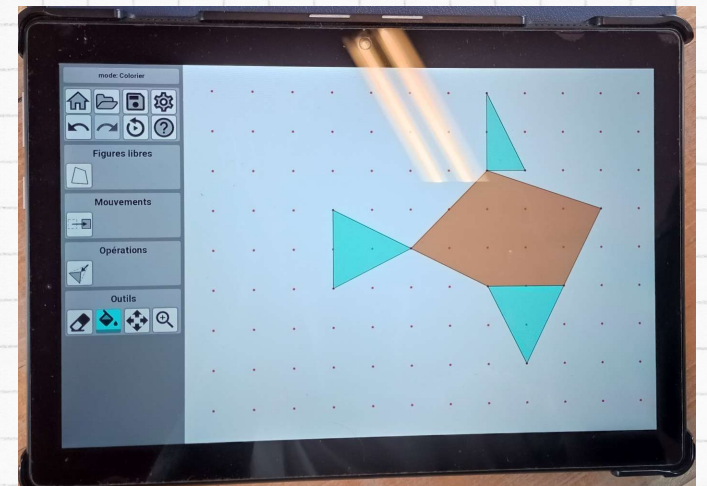 mode: Colorier
Figures libres
Mouvements
Opérations
Outils